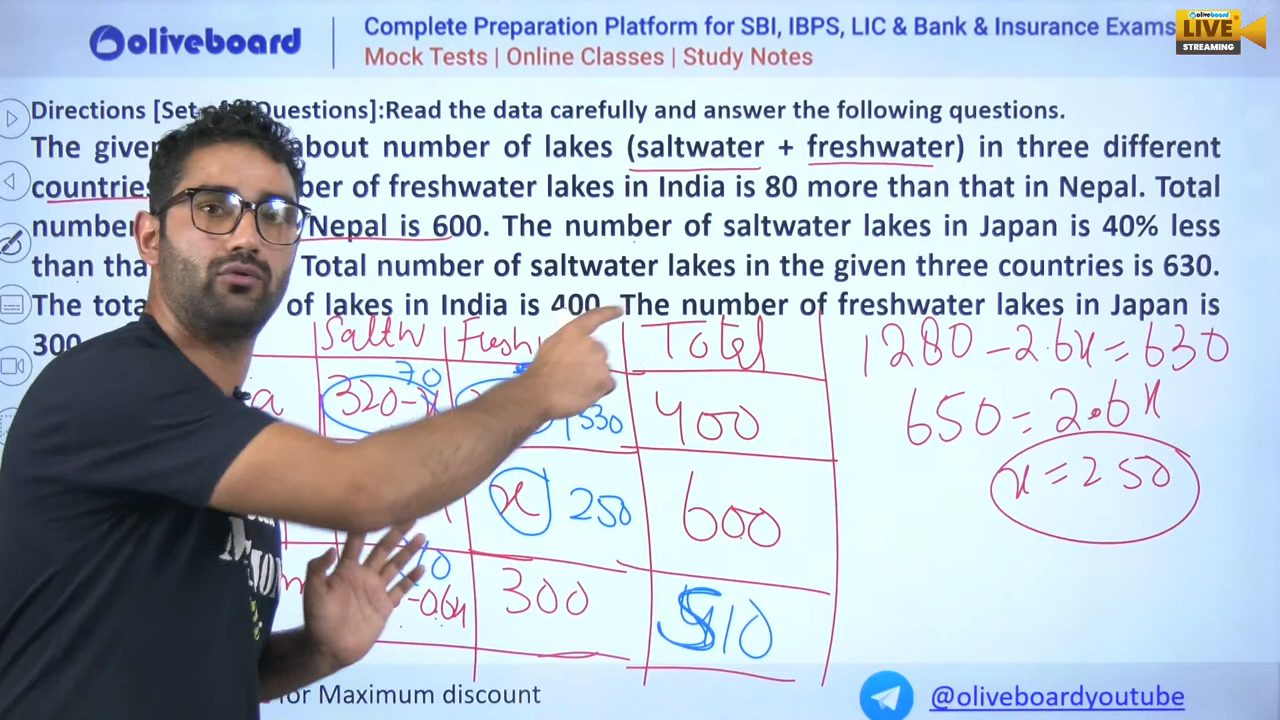 oliveboard
Complete Preparation Platform for SBI, IBPS, LIC & Bank & Insurance Exams
Mock Tests | Online Classes | Study Notes
oliveboard
LIVE
STREAMING
Directions [Set of Questions]:Read the data carefully and answer the following questions.
The given about number of lakes (saltwater + freshwater) in three different
countries of freshwater lakes in India is 80 more than that in Nepal. Total
number Nepal is 600. The number of saltwater lakes in Japan is 40% less
than Total number of saltwater lakes in the given three countries is 630.
The of lakes in India is 400. The number of freshwater lakes in Japan is
300
Saltw Total
1280 - 2.6x = 630
70
320-x 330 400
650 = 2.6x
x = 250
x 250 600
-0.6x 300 510
for Maximum discount
@oliveboardyoutube